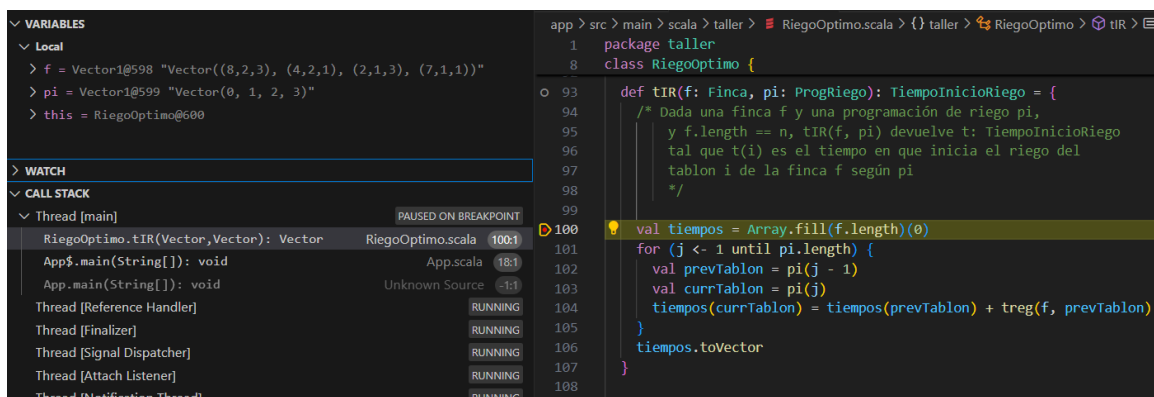 VARIABLES
Local
f = Vector1@598 "Vector((8,2,3), (4,2,1), (2,1,3), (7,1,1))"
pi = Vector1@599 "Vector(0, 1, 2, 3)"
this = RiegoOptimo@600
WATCH
CALL STACK
Thread [main] PAUSED ON BREAKPOINT
RiegoOptimo.tIR(Vector,Vector): Vector RiegoOptimo.scala 100:1
App$.main(String[]): void App.scala 18:1
App.main(String[]): void Unknown Source -1:1
Thread [Reference Handler] RUNNING
Thread [Finalizer] RUNNING
Thread [Signal Dispatcher] RUNNING
Thread [Attach Listener] RUNNING
Thread [Notification Thread] RUNNING
app > src > main > scala > taller > RiegoOptimo.scala > {} taller > RiegoOptimo > tIR >
1 package taller
8 class RiegoOptimo {
93 def tIR(f: Finca, pi: ProgRiego): TiempoInicioRiego = {
94 /* Dada una finca f y una programación de riego pi,
95 y f.length == n, tIR(f, pi) devuelve t: TiempoInicioRiego
96 tal que t(i) es el tiempo en que inicia el riego del
97 tablon i de la finca f según pi
98 */
99
100 val tiempos = Array.fill(f.length)(0)
101 for (j <- 1 until pi.length) {
102 val prevTablon = pi(j - 1)
103 val currTablon = pi(j)
104 tiempos(currTablon) = tiempos(prevTablon) + treg(f, prevTablon)
105 }
106 tiempos.toVector
107 }
108